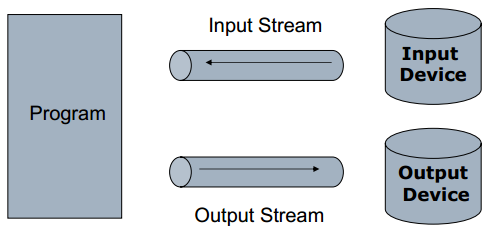 Input Stream
Input
Device
Program
Output
Device
Output Stream